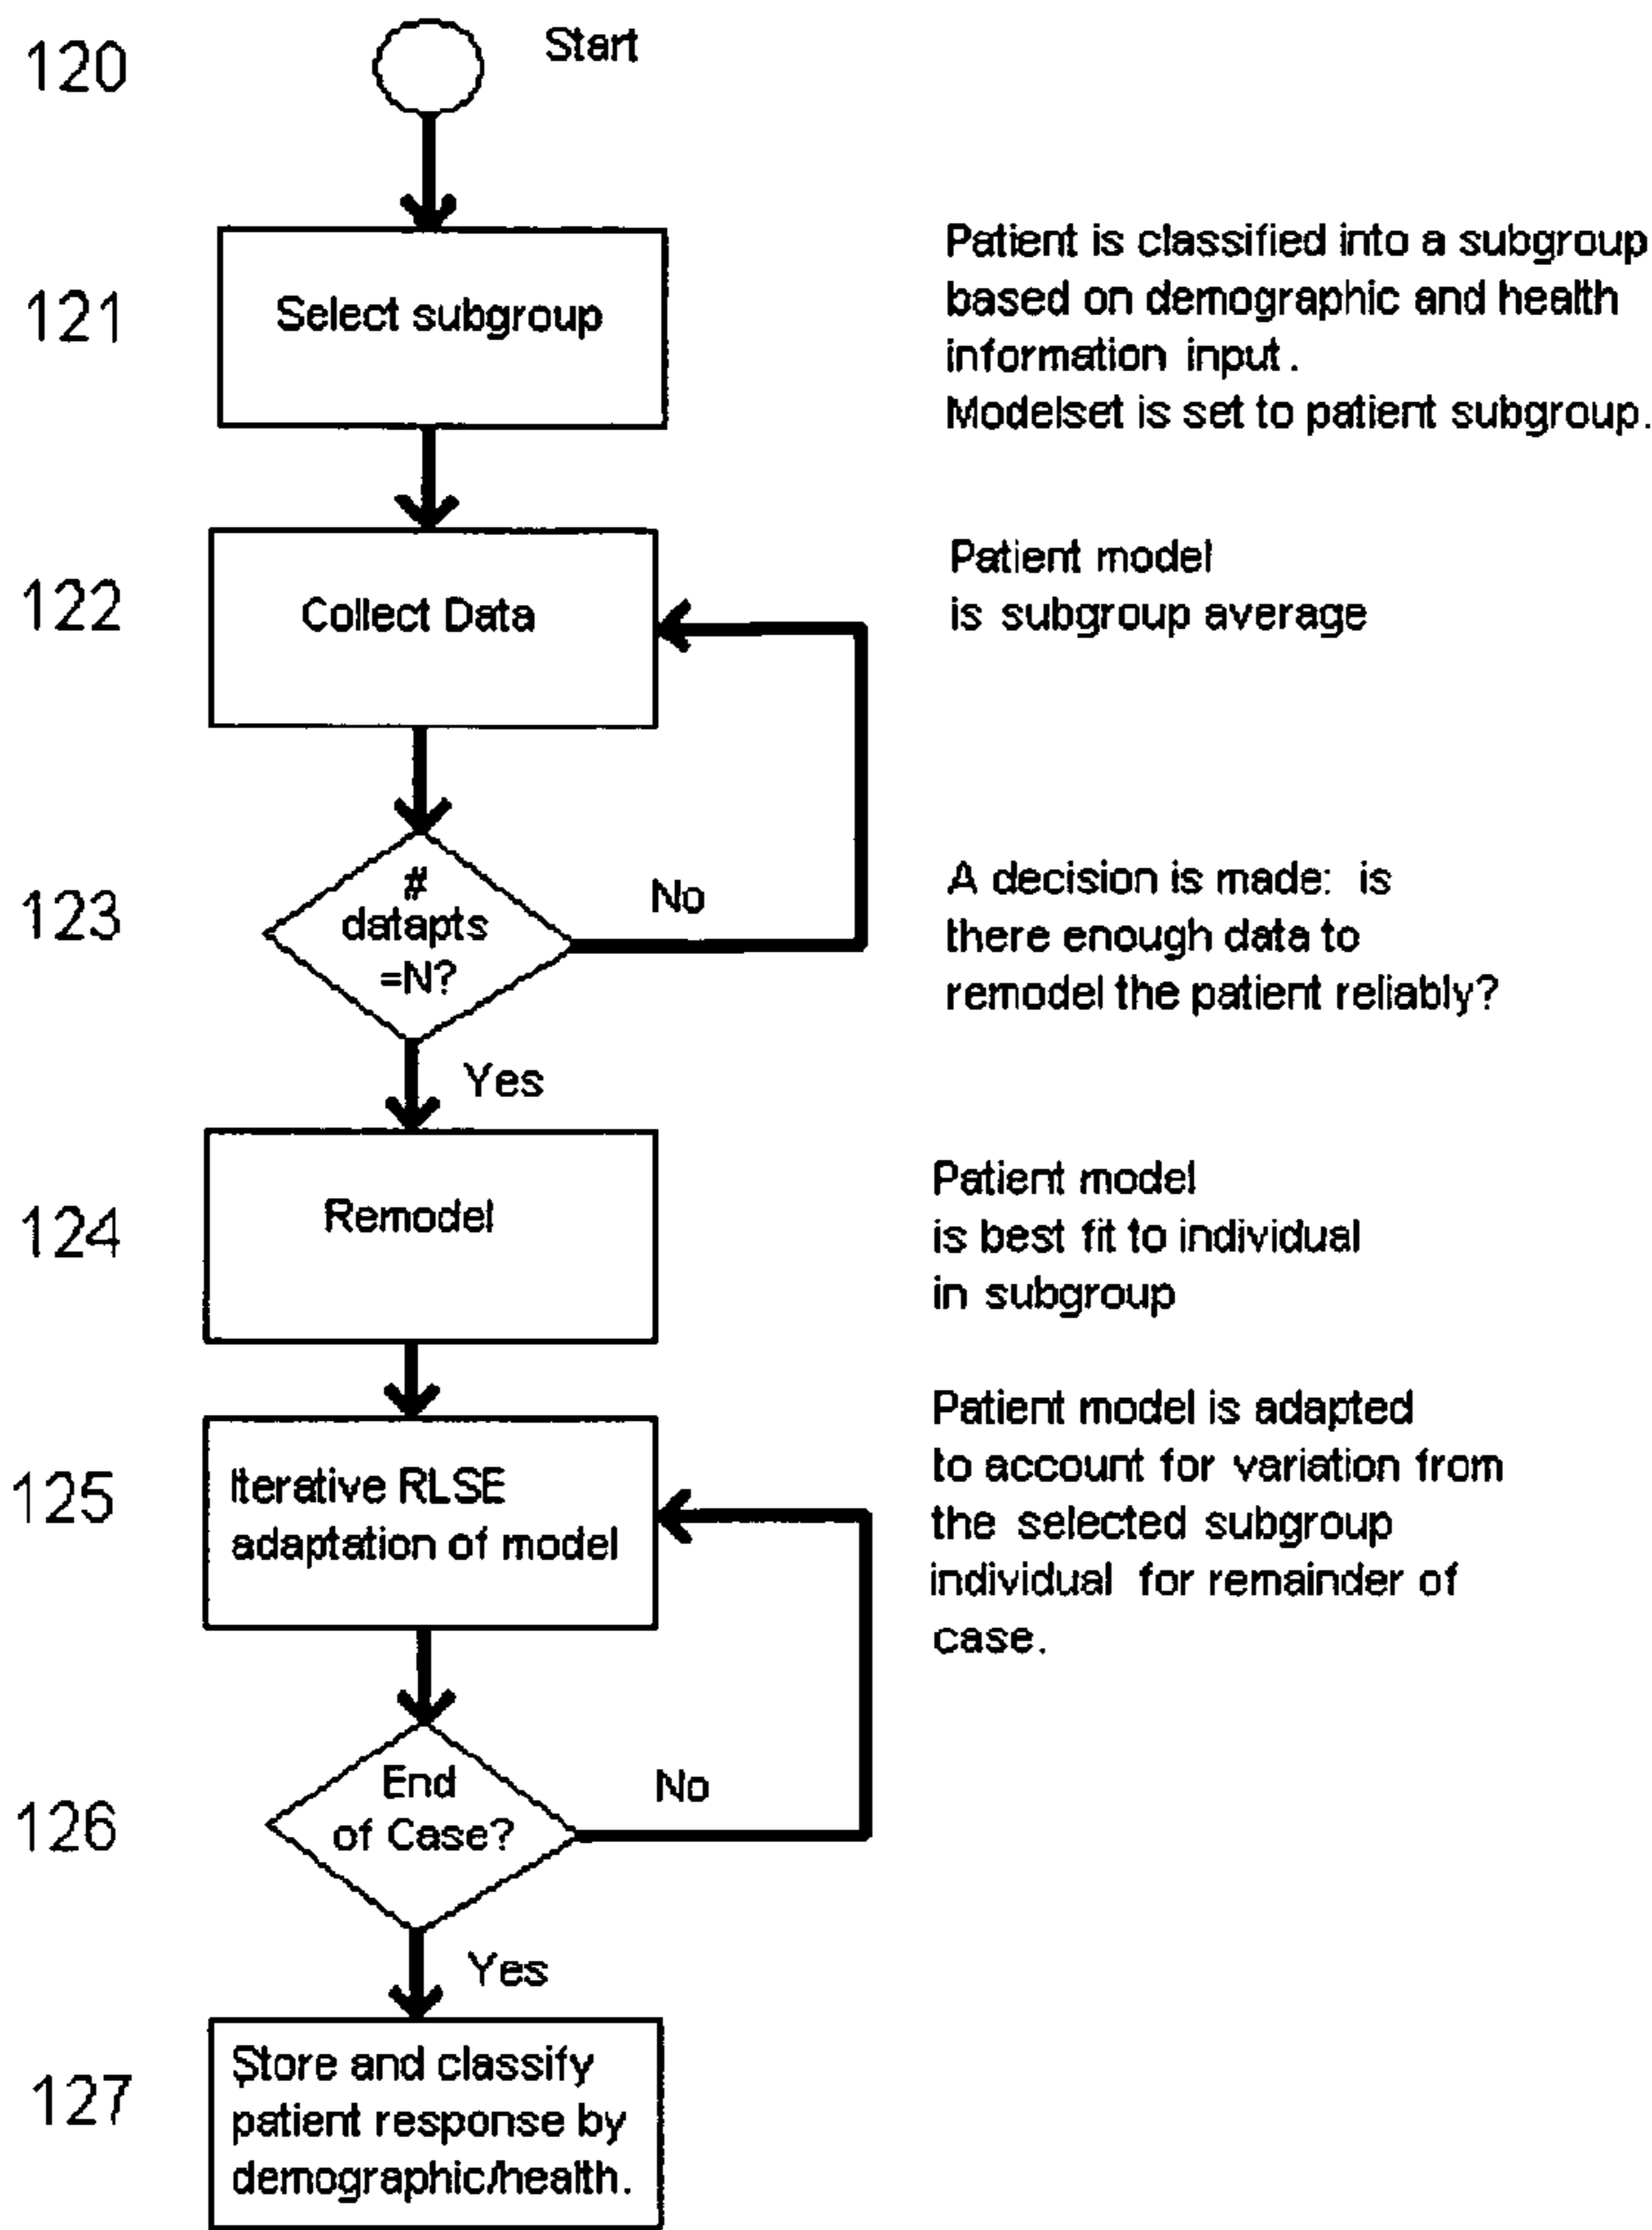 120
Start
121
Select subgroup
Patient is classified into a subgroup
based on demographic and health
information input.
Modelset is set to patient subgroup.
122
Collect Data
Patient model
is subgroup average
123
#
datapts
=N?
No
A decision is made: is
there enough data to
remodel the patient reliably?
Yes
124
Remodel
Patient model
is best fit to individual
in subgroup
125
Iterative RLSE
adaptation of model
Patient model is adapted
to account for variation from
the selected subgroup
individual for remainder of
case.
126
End
of Case?
No
Yes
127
Store and classify
patient response by
demographic/health.